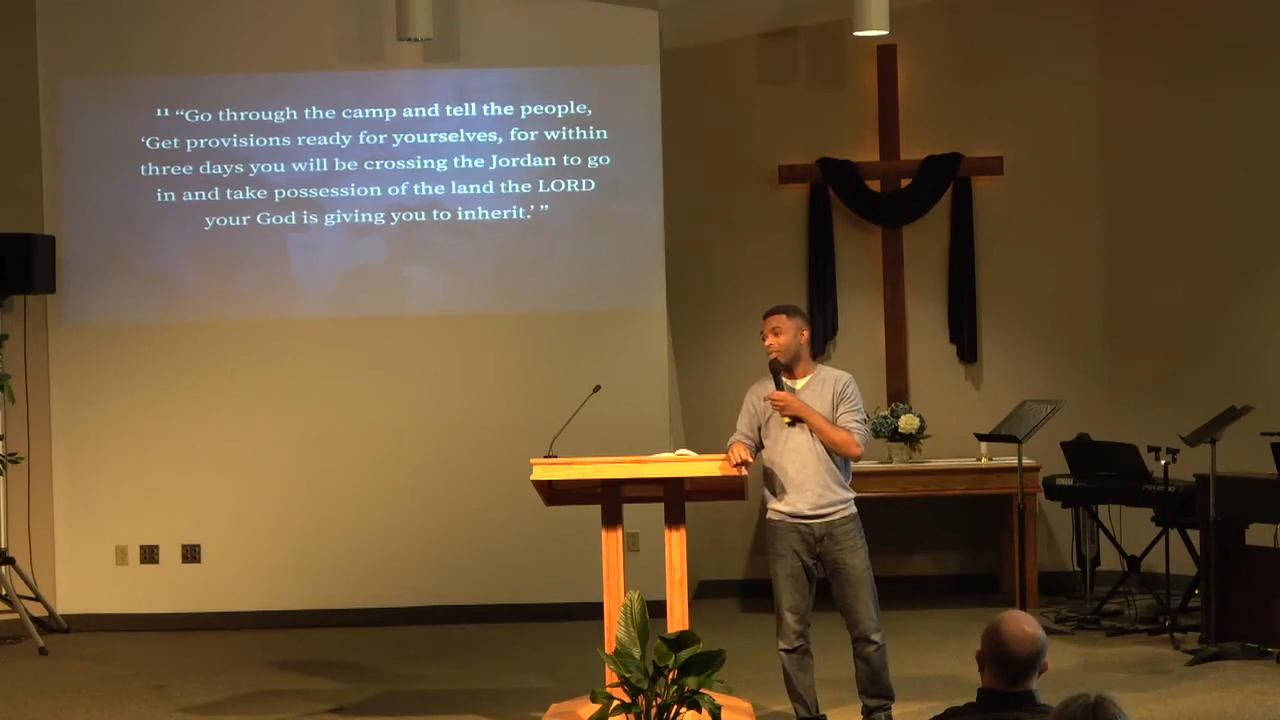 ¹¹ “Go through the camp and tell the people,
‘Get provisions ready for yourselves, for within
three days you will be crossing the Jordan to go
in and take possession of the land the LORD
your God is giving you to inherit.’ ”
YAMAHA